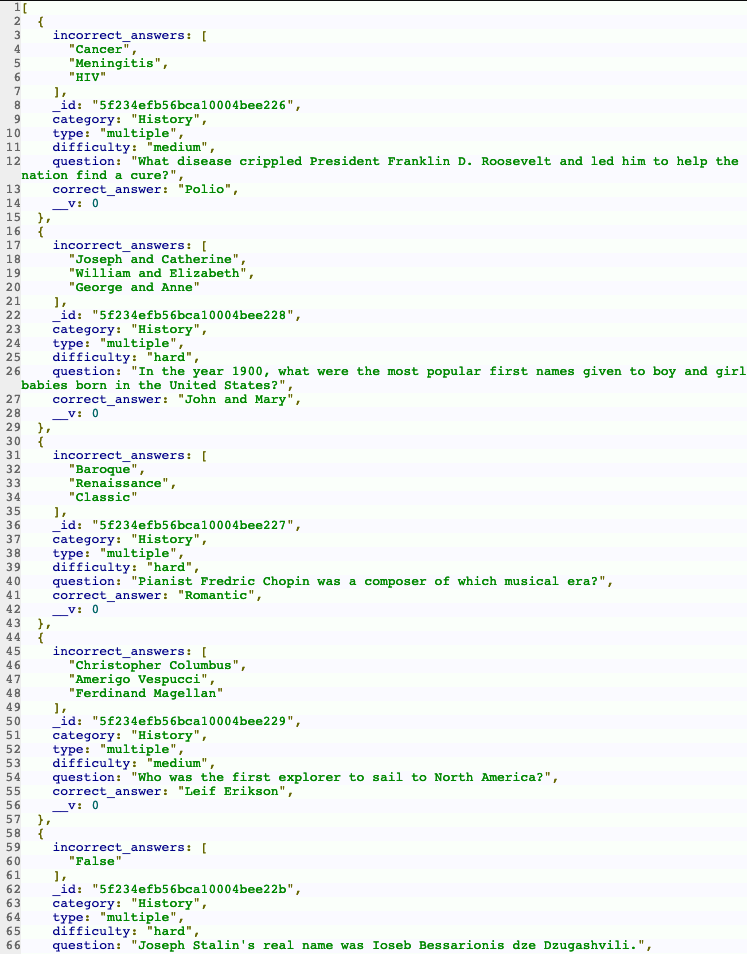 1 [
2 {
3 incorrect_answers: [
4 "Cancer",
5 "Meningitis",
6 "HIV"
7 ],
8 _id: "5f234efb56bca10004bee226",
9 category: "History",
10 type: "multiple",
11 difficulty: "medium",
12 question: "What disease crippled President Franklin D. Roosevelt and led him to help the
nation find a cure?",
13 correct_answer: "Polio",
14 __v: 0
15 },
16 {
17 incorrect_answers: [
18 "Joseph and Catherine",
19 "William and Elizabeth",
20 "George and Anne"
21 ],
22 _id: "5f234efb56bca10004bee228",
23 category: "History",
24 type: "multiple",
25 difficulty: "hard",
26 question: "In the year 1900, what were the most popular first names given to boy and girl
babies born in the United States?",
27 correct_answer: "John and Mary",
28 __v: 0
29 },
30 {
31 incorrect_answers: [
32 "Baroque",
33 "Renaissance",
34 "Classic"
35 ],
36 _id: "5f234efb56bca10004bee227",
37 category: "History",
38 type: "multiple",
39 difficulty: "hard",
40 question: "Pianist Fredric Chopin was a composer of which musical era?",
41 correct_answer: "Romantic",
42 __v: 0
43 },
44 {
45 incorrect_answers: [
46 "Christopher Columbus",
47 "Amerigo Vespucci",
48 "Ferdinand Magellan"
49 ],
50 _id: "5f234efb56bca10004bee229",
51 category: "History",
52 type: "multiple",
53 difficulty: "medium",
54 question: "Who was the first explorer to sail to North America?",
55 correct_answer: "Leif Erikson",
56 __v: 0
57 },
58 {
59 incorrect_answers: [
60 "False"
61 ],
62 _id: "5f234efb56bca10004bee22b",
63 category: "History",
64 type: "multiple",
65 difficulty: "hard",
66 question: "Joseph Stalin's real name was Ioseb Bessarionis dze Dzugashvili.",